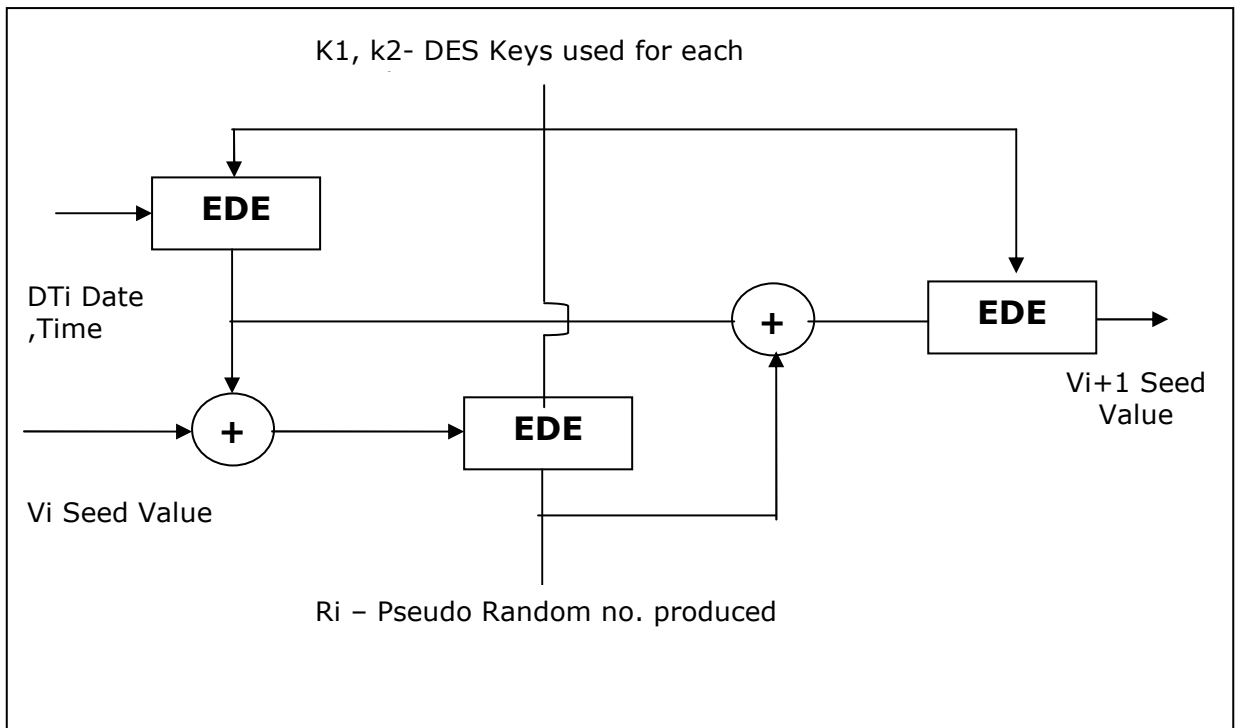 K1, k2- DES Keys used for each
EDE
DTi Date
,Time
+
EDE
Vi+1 Seed
Value
+
EDE
Vi Seed Value
Ri – Pseudo Random no. produced